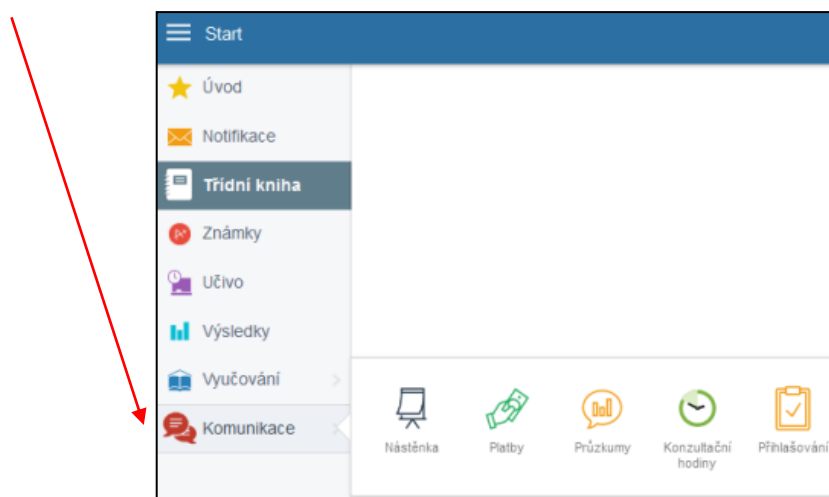 Start
Úvod
Notifikace
Třídní kniha
Známky
Učivo
Výsledky
Vyučování
Komunikace
Nástěnka
Platby
Průzkumy
Konzultační
hodiny
Přihlašování